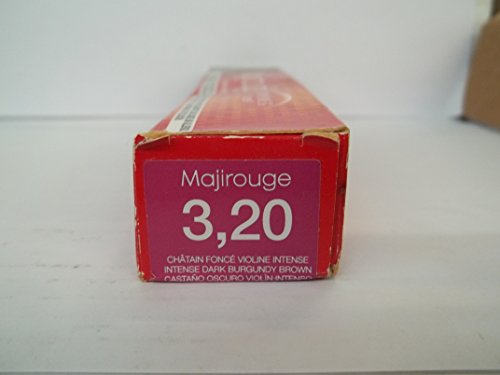 Majirouge
3,20
CHÂTAIN FONCÉ VIOLINE INTENSE
INTENSE DARK BURGUNDY BROWN
CASTAÑO OSCURO VIOLÍN INTENSO